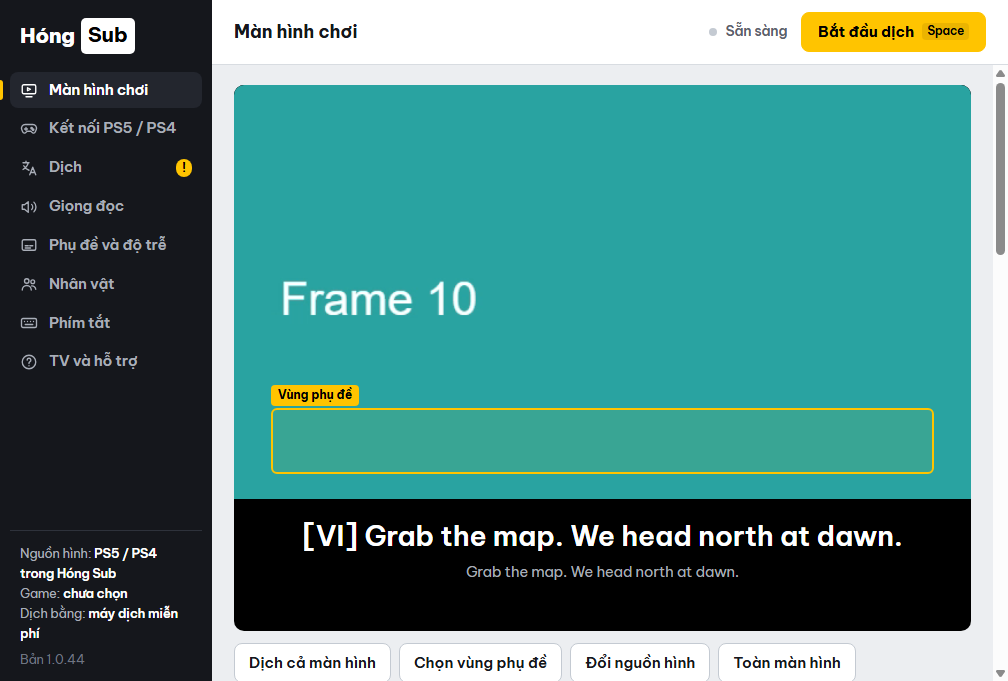 Hóng Sub
Màn hình chơi
Kết nối PS5 / PS4
Dịch
!
Giọng đọc
Phụ đề và độ trễ
Nhân vật
Phím tắt
TV và hỗ trợ
Nguồn hình: PS5 / PS4
trong Hóng Sub
Game: chưa chọn
Dịch bằng: máy dịch miễn
phí
Bản 1.0.44
Màn hình chơi
Sẵn sàng
Bắt đầu dịch Space
Frame 10
Vùng phụ đề
[VI] Grab the map. We head north at dawn.
Grab the map. We head north at dawn.
Dịch cả màn hình
Chọn vùng phụ đề
Đổi nguồn hình
Toàn màn hình